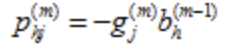 p_{hj}^{(m)} = -g_j^{(m)} b_h^{(m-1)}